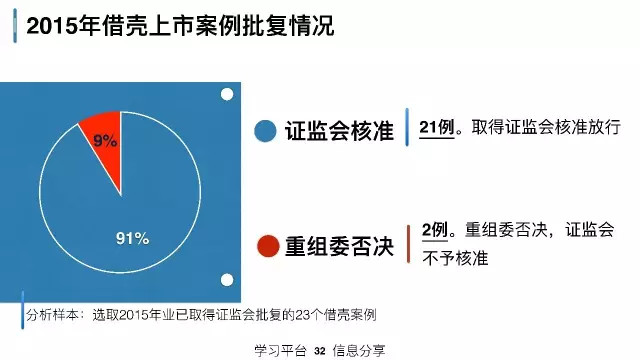 2015年借壳上市案例批复情况
9%
91%
证监会核准
21例。取得证监会核准放行
重组委否决
2例。重组委否决，证监会
不予核准
分析样本：选取2015年业已取得证监会批复的23个借壳案例
学习平台 32 信息分享